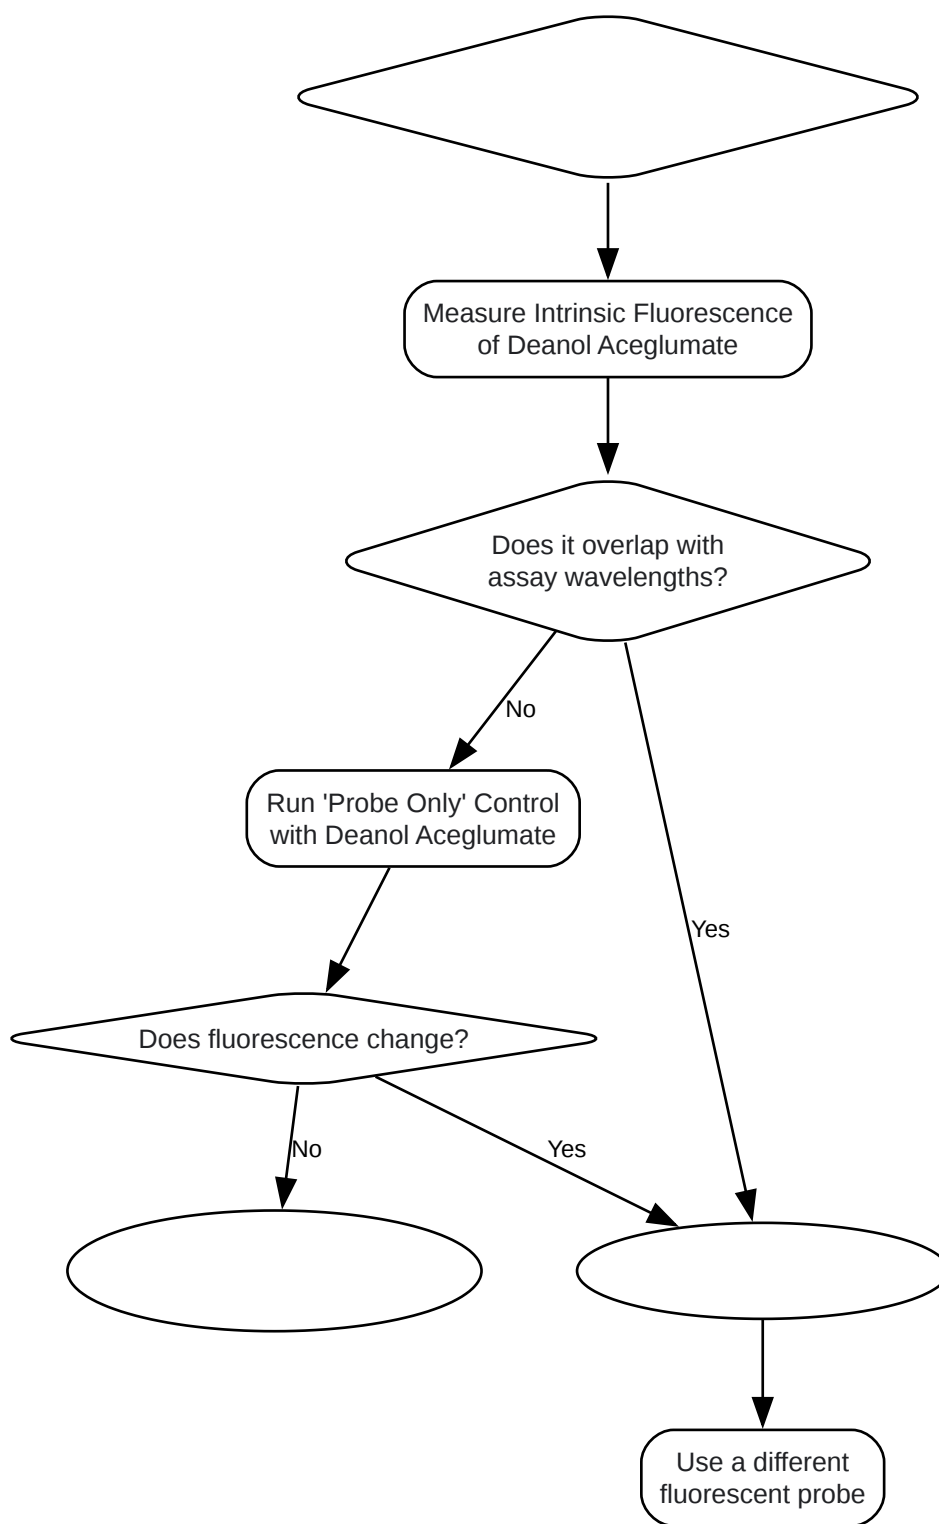 Measure Intrinsic Fluorescence
of Deanol Aceglumate
Does it overlap with
assay wavelengths?
No
Run 'Probe Only' Control
with Deanol Aceglumate
Yes
Does fluorescence change?
No
Yes
Use a different
fluorescent probe